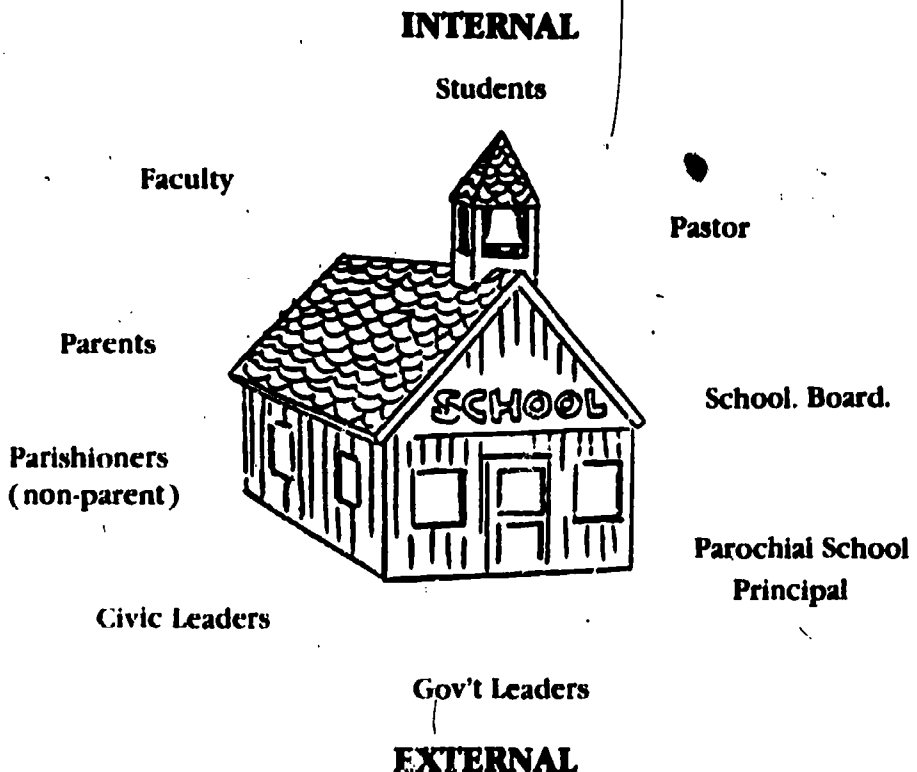 INTERNAL
Students
Faculty
Pastor
Parents
SCHOOL
School. Board.
Parishioners
(non-parent)
Parochial School
Principal
Civic Leaders
Gov't Leaders
EXTERNAL